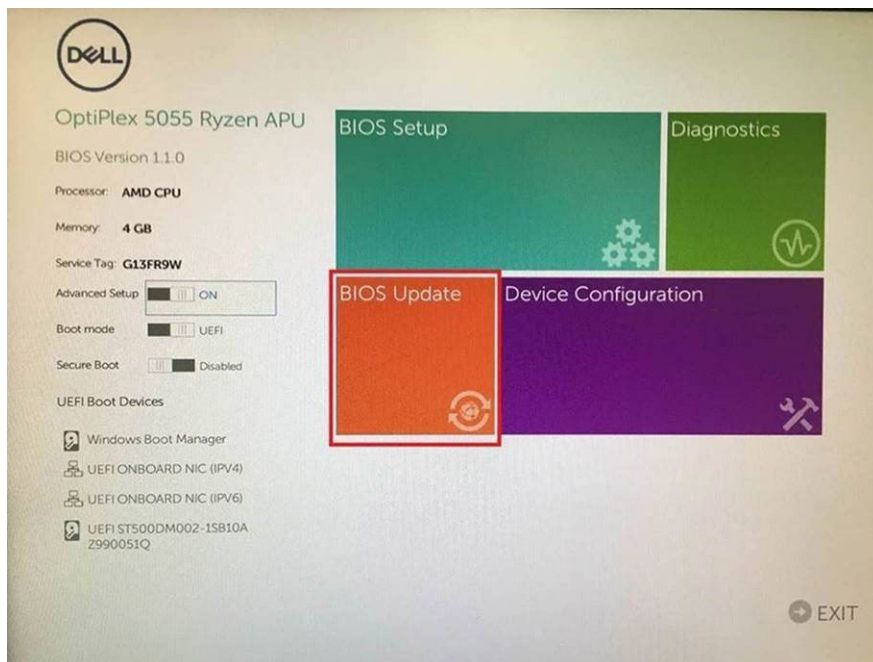 DELL
OptiPlex 5055 Ryzen APU
BIOS Version 1.1.0
Processor: AMD CPU
Memory: 4 GB
Service Tag: G13FR9W
Advanced Setup ON
Boot mode UEFI
Secure Boot Disabled
UEFI Boot Devices
Windows Boot Manager
UEFI ONBOARD NIC (IPV4)
UEFI ONBOARD NIC (IPV6)
UEFI ST500DM002-1SB10A
Z990051Q
BIOS Setup
Diagnostics
BIOS Update
Device Configuration
EXIT